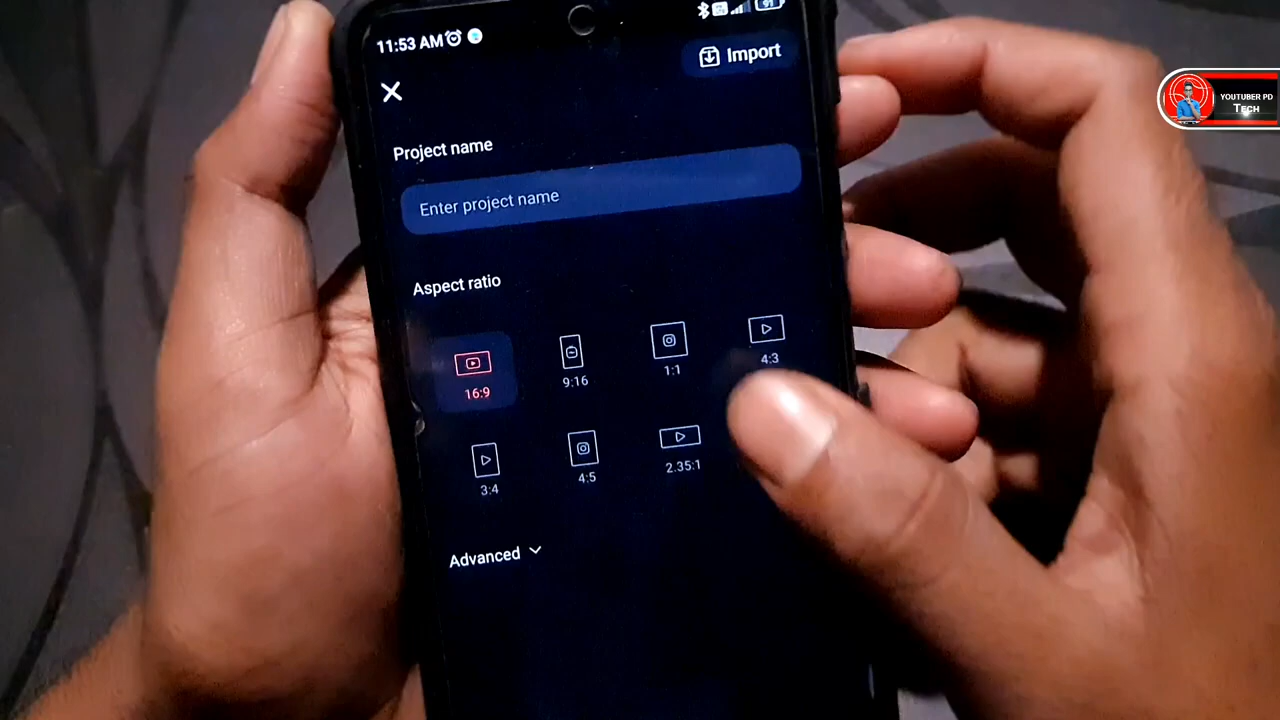 11:53 AM
91
Import
Project name
Enter project name
Aspect ratio
16:9
9:16
1:1
4:3
3:4
4:5
2.35:1
Advanced
YOUTUBER PD
TECH